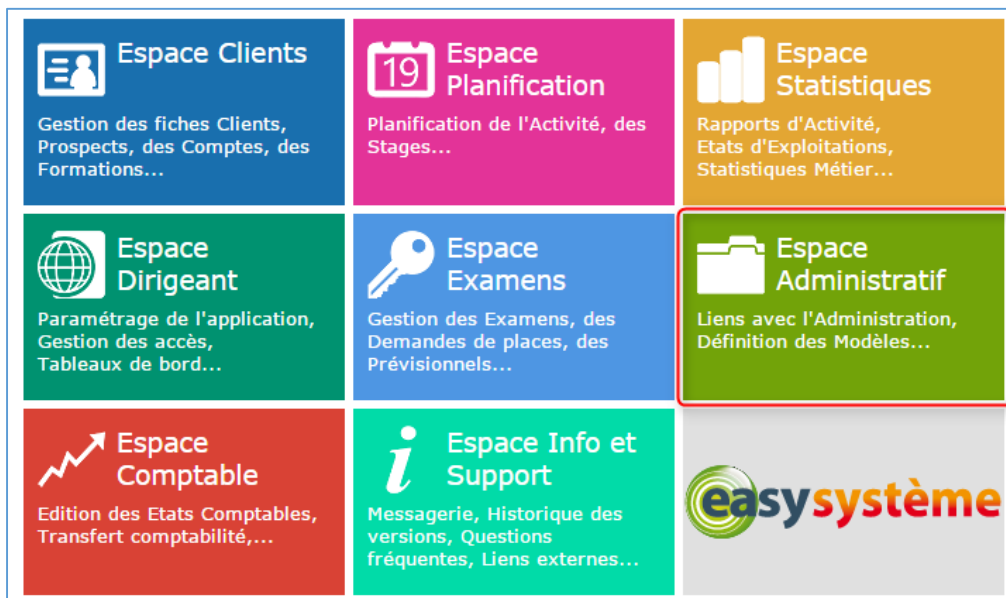 Espace Clients
Gestion des fiches Clients,
Prospects, des Comptes, des
Formations...
19
Espace
Planification
Planification de l'Activité, des
Stages...
Espace
Statistiques
Rapports d'Activité,
Etats d'Exploitations,
Statistiques Métier...
Espace
Dirigeant
Paramétrage de l'application,
Gestion des accès,
Tableaux de bord...
Espace
Examens
Gestion des Examens, des
Demandes de places, des
Prévisionnels...
Espace
Administratif
Liens avec l'Administration,
Définition des Modèles...
Espace
Comptable
Edition des Etats Comptables,
Transfert comptabilité,...
Espace Info et
Support
Messagerie, Historique des
versions, Questions
fréquentes, Liens externes...
easysystème